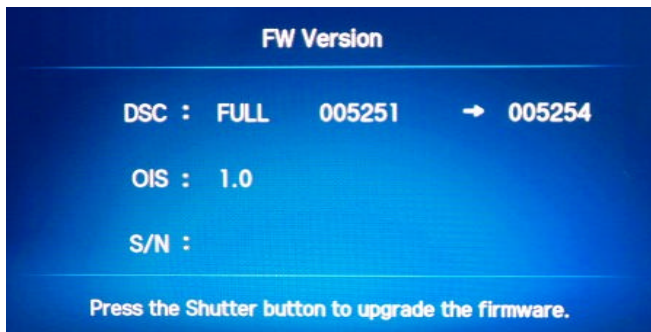 FW Version
DSC : FULL 005251 → 005254
OIS : 1.0
S/N :
Press the Shutter button to upgrade the firmware.